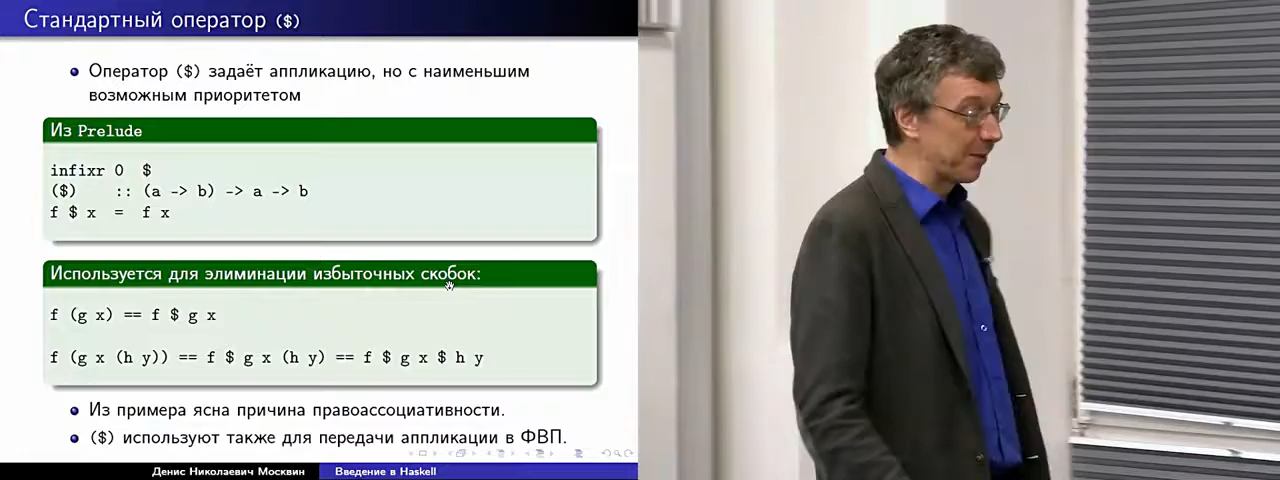 Стандартный оператор ($)
Оператор ($) задаёт аппликацию, но с наименьшим
возможным приоритетом
Из Prelude
infixr 0 $
($) :: (a -> b) -> a -> b
f $ x = f x
Используется для элиминации избыточных скобок:
f (g x) == f $ g x
f (g x (h y)) == f $ g x (h y) == f $ g x $ h y
Из примера ясна причина правоассоциативности.
($) используют также для передачи аппликации в ФВП.
Денис Николаевич Москвин Введение в Haskell